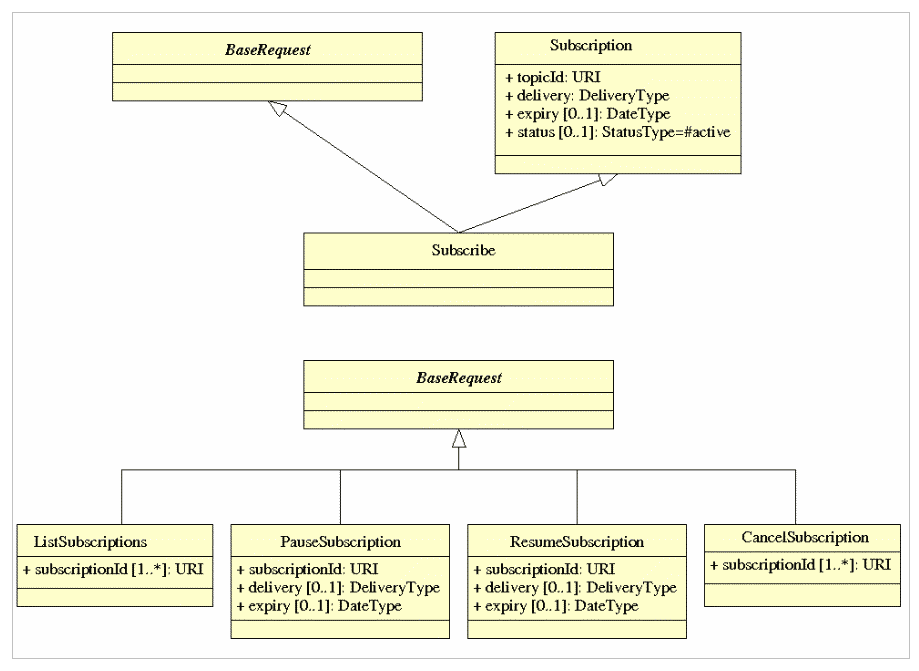 BaseRequest
Subscription
+ topicId: URI
+ delivery: DeliveryType
+ expiry [0..1]: DateType
+ status [0..1]: StatusType=#active
Subscribe
BaseRequest
ListSubscriptions
+ subscriptionId [1..*]: URI
PauseSubscription
+ subscriptionId: URI
+ delivery [0..1]: DeliveryType
+ expiry [0..1]: DateType
ResumeSubscription
+ subscriptionId: URI
+ delivery [0..1]: DeliveryType
+ expiry [0..1]: DateType
CancelSubscription
+ subscriptionId [1..*]: URI